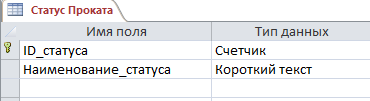 Статус Проката
Имя поля Тип данных
ID_статуса Счетчик
Наименование_статуса Короткий текст